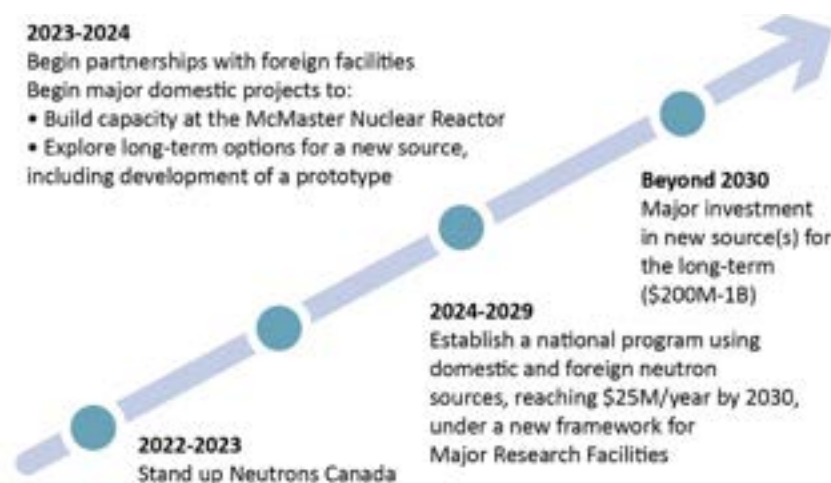 2023-2024
Begin partnerships with foreign facilities
Begin major domestic projects to:
• Build capacity at the McMaster Nuclear Reactor
• Explore long-term options for a new source,
including development of a prototype
Beyond 2030
Major investment
in new source(s) for
the long-term
($200M-1B)
2024-2029
Establish a national program using
domestic and foreign neutron
sources, reaching $25M/year by 2030,
under a new framework for
Major Research Facilities
2022-2023
Stand up Neutrons Canada